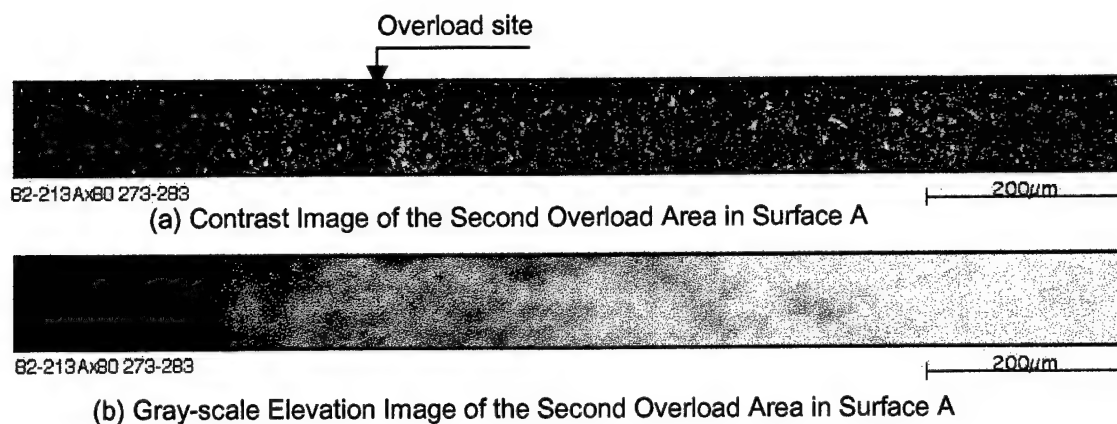 Overload site
82-213Ax80 273-283
200μm
(a) Contrast Image of the Second Overload Area in Surface A
82-213Ax80 273-283
200μm
(b) Gray-scale Elevation Image of the Second Overload Area in Surface A